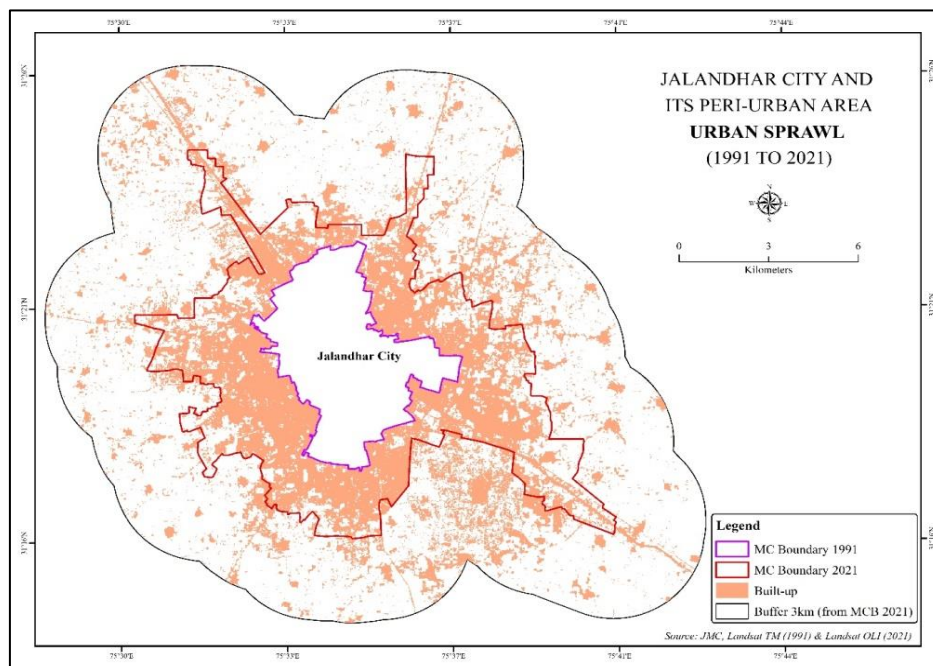 75°30'E 75°33'E 75°37'E 75°41'E 75°44'E
JALANDHAR CITY AND
ITS PERI-URBAN AREA
URBAN SPRAWL
(1991 TO 2021)
N
W E
S
0 3 6
Kilometers
31°21'N
Jalandhar City
Legend
MC Boundary 1991
MC Boundary 2021
Built-up
Buffer 3km (from MCB 2021)
Source: JMC, Landsat TM (1991) & Landsat OLI (2021)
75°30'E 75°33'E 75°37'E 75°41'E 75°44'E